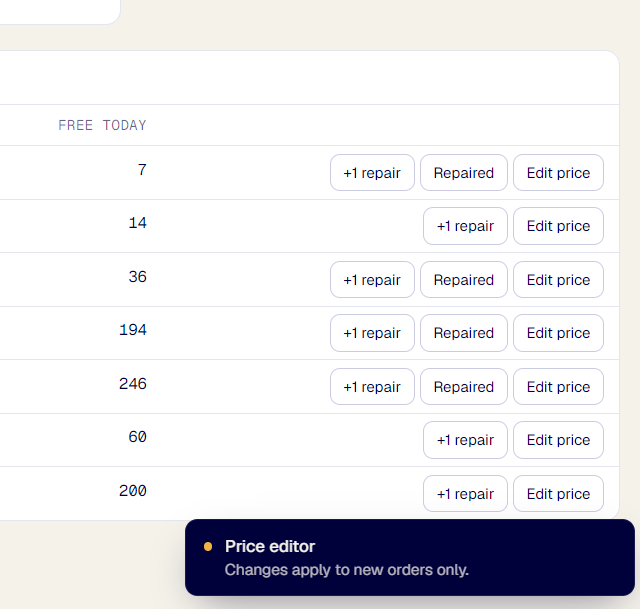 FREE TODAY
7 +1 repair Repaired Edit price
14 +1 repair Edit price
36 +1 repair Repaired Edit price
194 +1 repair Repaired Edit price
246 +1 repair Repaired Edit price
60 +1 repair Edit price
200 +1 repair Edit price
Price editor
Changes apply to new orders only.